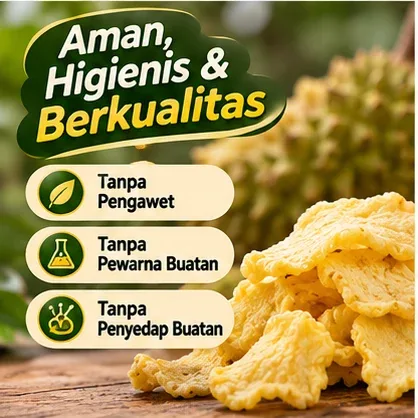 Aman,
Higienis &
Berkualitas
Tanpa
Pengawet
Tanpa
Pewarna Buatan
Tanpa
Penyedap Buatan